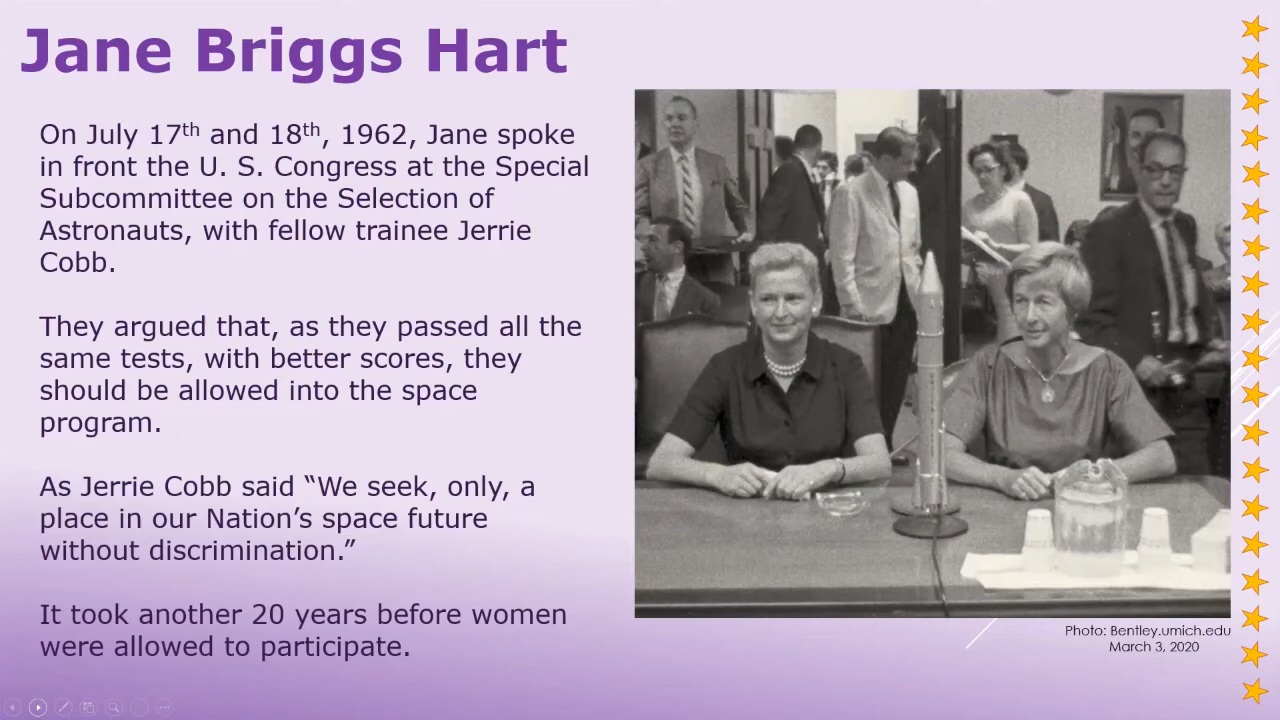 Jane Briggs Hart
On July 17th and 18th, 1962, Jane spoke
in front the U. S. Congress at the Special
Subcommittee on the Selection of
Astronauts, with fellow trainee Jerrie
Cobb.
They argued that, as they passed all the
same tests, with better scores, they
should be allowed into the space
program.
As Jerrie Cobb said “We seek, only, a
place in our Nation’s space future
without discrimination.”
It took another 20 years before women
were allowed to participate.
Photo: Bentley.umich.edu
March 3, 2020